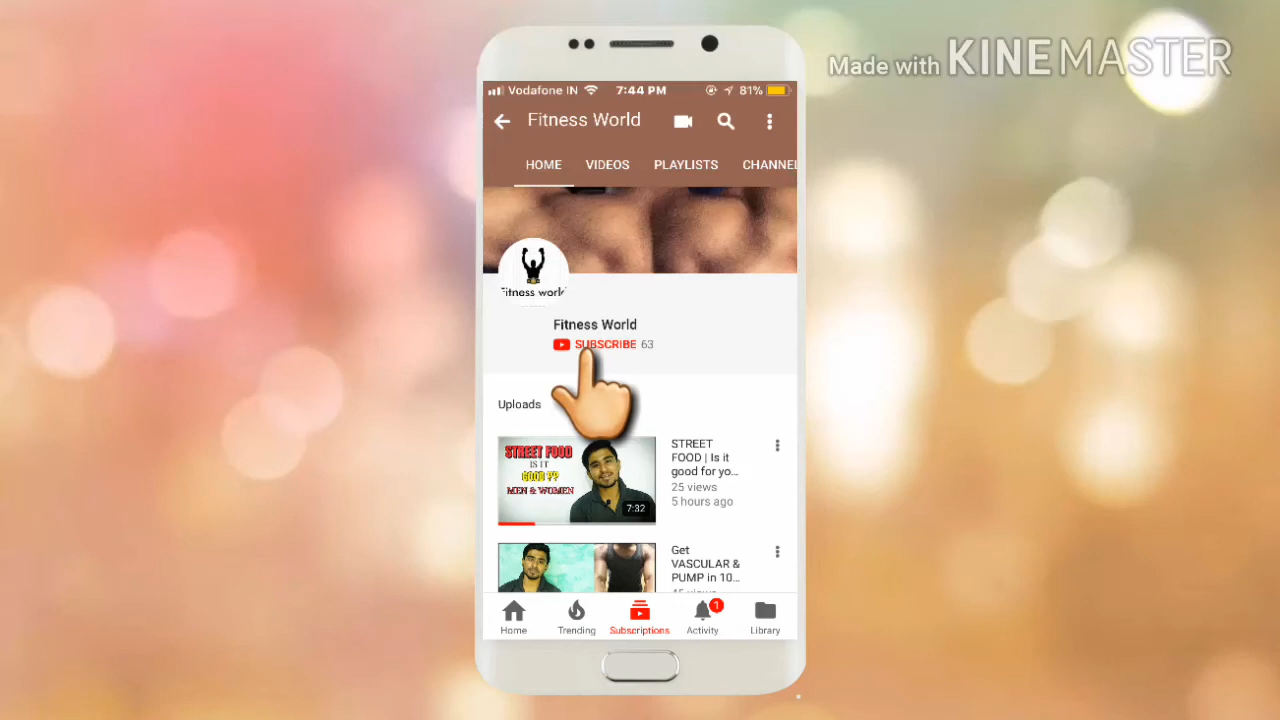 Made with KINEMASTER
Vodafone IN 7:44 PM 81%
Fitness World
HOME VIDEOS PLAYLISTS CHANNEL
Fitness world
Fitness World
SUBSCRIBE 63
Uploads
STREET FOOD
IS IT
GOOD ??
MEN & WOMEN
7:32
STREET
FOOD | Is it
good for yo...
25 views
5 hours ago
Get
VASCULAR &
PUMP in 10...
Home Trending Subscriptions Activity Library
1